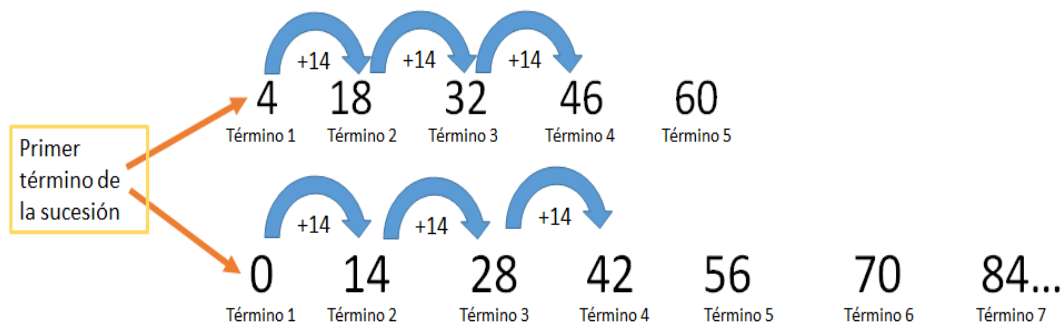 +14 +14 +14
4 18 32 46 60
Término 1 Término 2 Término 3 Término 4 Término 5
Primer
término de
la sucesión
+14 +14 +14
0 14 28 42 56 70 84...
Término 1 Término 2 Término 3 Término 4 Término 5 Término 6 Término 7